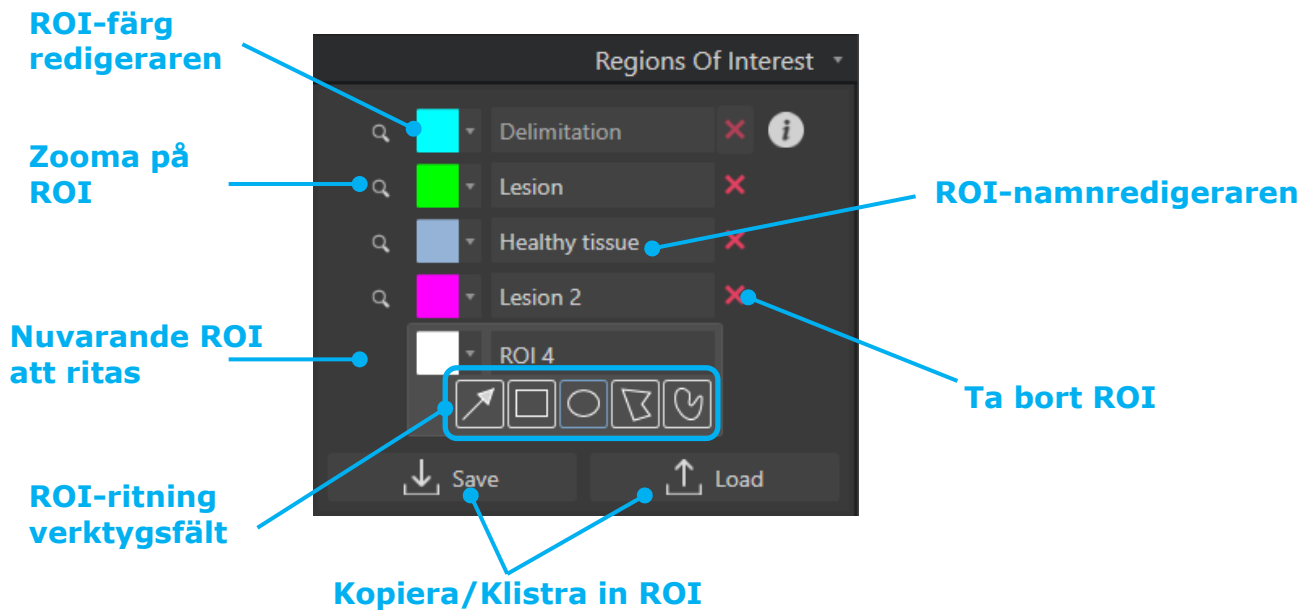 ROI-färg
redigeraren
Regions Of Interest
Delimitation
i
Zooma på
ROI
Lesion
ROI-namnredigeraren
Healthy tissue
Lesion 2
Nuvarande ROI
att ritas
ROI 4
Ta bort ROI
Save
Load
ROI-ritning
verktygsfält
Kopiera/Klistra in ROI